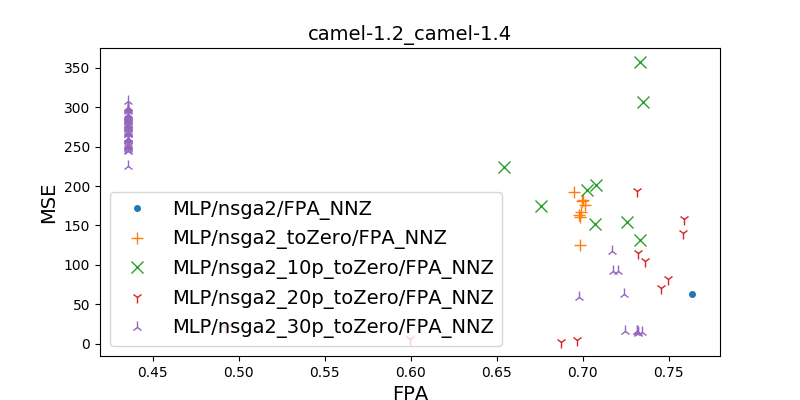 camel-1.2_camel-1.4
MSE
350
300
250
200
150
100
50
0
MLP/nsga2/FPA_NNZ
MLP/nsga2_toZero/FPA_NNZ
MLP/nsga2_10p_toZero/FPA_NNZ
MLP/nsga2_20p_toZero/FPA_NNZ
MLP/nsga2_30p_toZero/FPA_NNZ
0.45 0.50 0.55 0.60 0.65 0.70 0.75
FPA